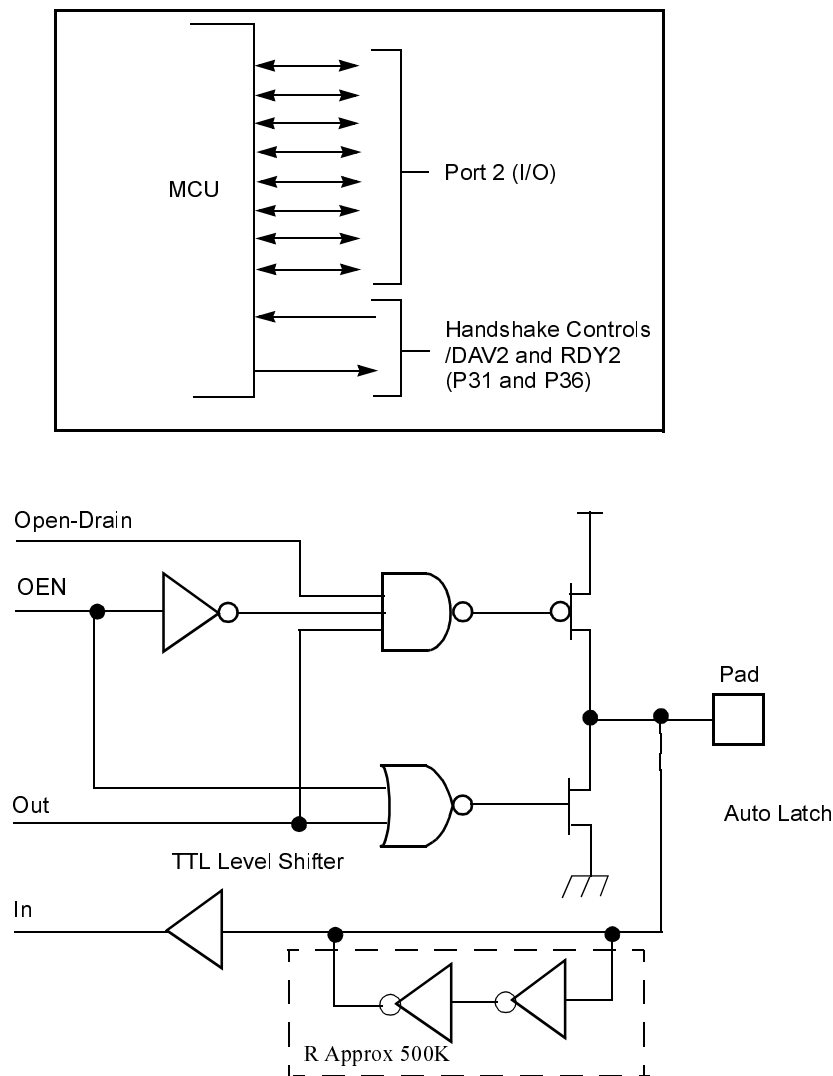 MCU
Port 2 (I/O)
Handshake Controls
/DAV2 and RDY2
(P31 and P36)
Open-Drain
OEN
Pad
Out
Auto Latch
TTL Level Shifter
In
R Approx 500K